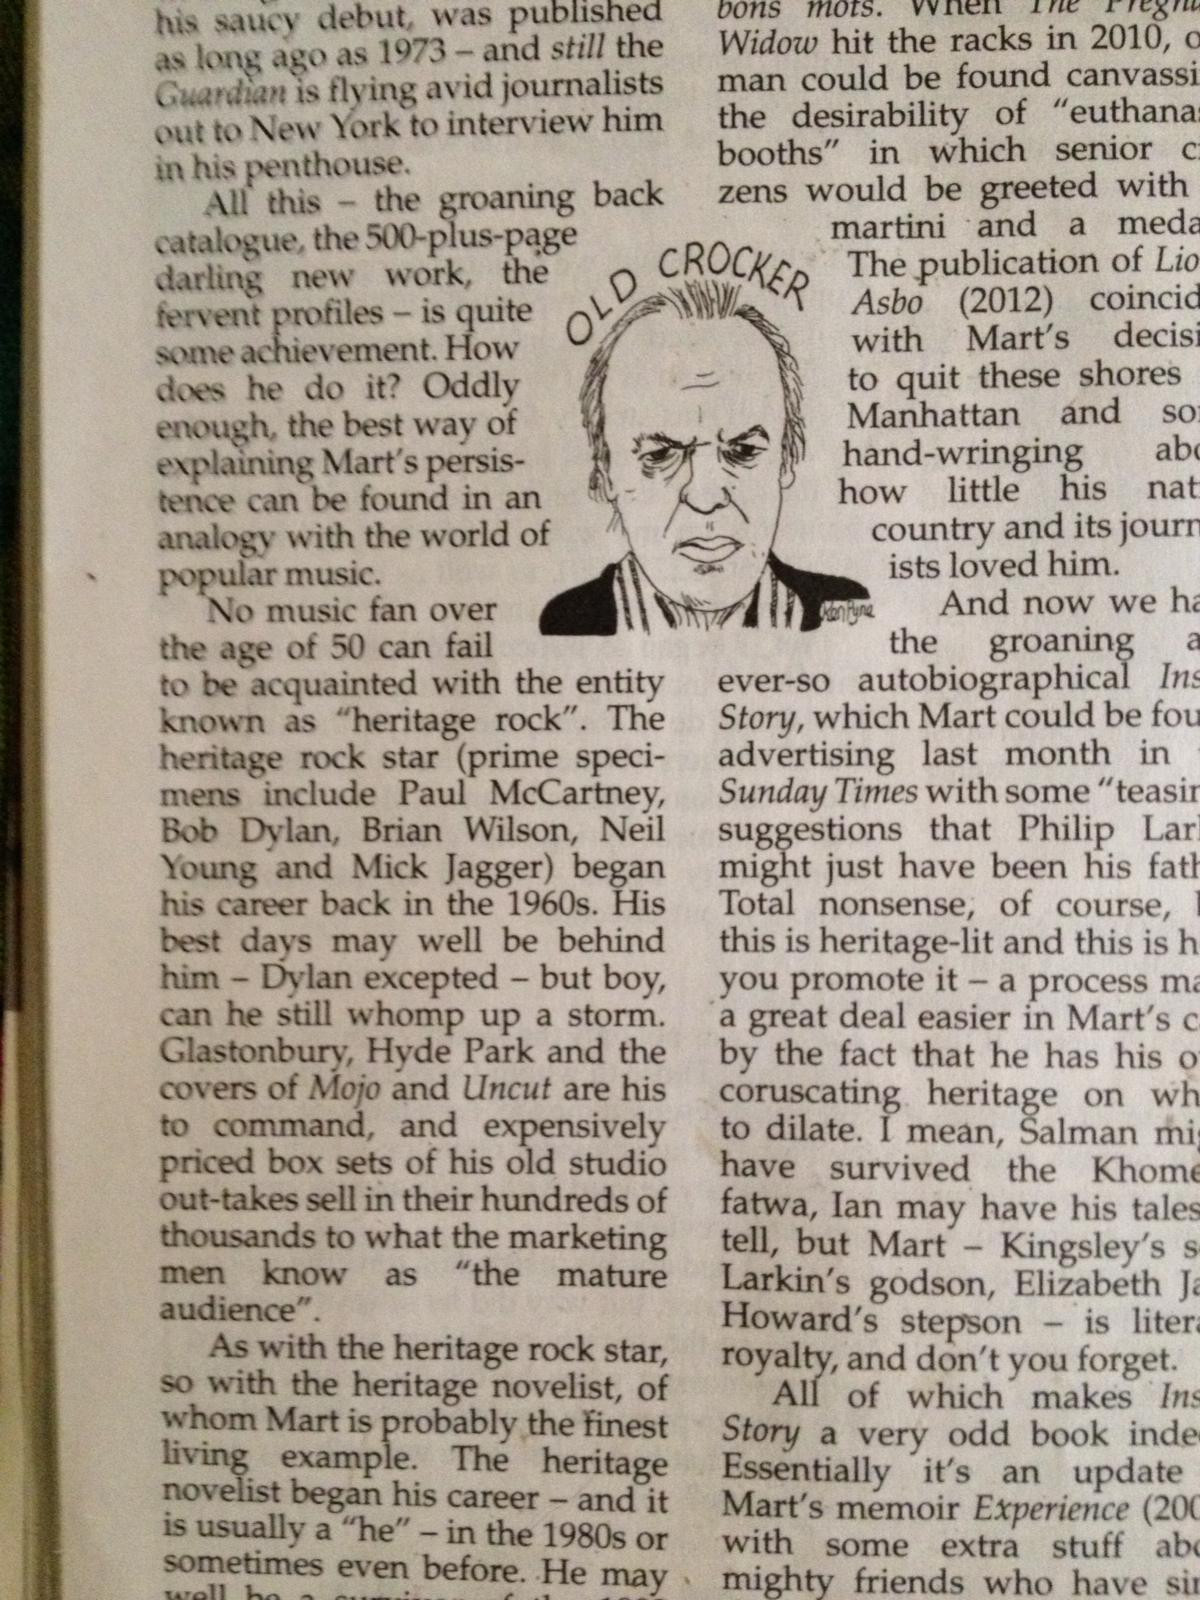 his saucy debut, was published
as long ago as 1973 – and still the
Guardian is flying avid journalists
out to New York to interview him
in his penthouse.
All this – the groaning back
catalogue, the 500-plus-page
darling new work, the
fervent profiles – is quite
some achievement. How
does he do it? Oddly
enough, the best way of
explaining Mart's persis-
tence can be found in an
analogy with the world of
popular music.
No music fan over
the age of 50 can fail
to be acquainted with the entity
known as “heritage rock”. The
heritage rock star (prime speci-
mens include Paul McCartney,
Bob Dylan, Brian Wilson, Neil
Young and Mick Jagger) began
his career back in the 1960s. His
best days may well be behind
him – Dylan excepted – but boy,
can he still whomp up a storm.
Glastonbury, Hyde Park and the
covers of Mojo and Uncut are his
to command, and expensively
priced box sets of his old studio
out-takes sell in their hundreds of
thousands to what the marketing
men know as “the mature
audience”.
As with the heritage rock star,
so with the heritage novelist, of
whom Mart is probably the finest
living example. The heritage
novelist began his career – and it
is usually a “he” – in the 1980s or
sometimes even before. He may
well be a
OLD CROCKER
bons mots. When The
Widow hit the racks in 2010,
man could be found
the desirability of
booths” in which senior
zens would be greeted with
martini and a
The publication of
Asbo (2012)
with Mart's
to quit these shores
Manhattan and
hand-wringing
how little his
country and its
ists loved him.
And now we
the groaning
ever-so autobiographical
Story, which Mart could be
advertising last month in
Sunday Times with some
suggestions that Philip
might just have been his
Total nonsense, of course,
this is heritage-lit and this is
you promote it – a process
a great deal easier in Mart's
by the fact that he has his
coruscating heritage on
to dilate. I mean, Salman
have survived the
fatwa, Ian may have his tales
tell, but Mart – Kingsley's
Larkin's godson, Elizabeth
Howard's stepson – is
royalty, and don't you forget.
All of which makes
Story a very odd book
Essentially it's an update
Mart's memoir Experience
with some extra stuff
mighty friends who have